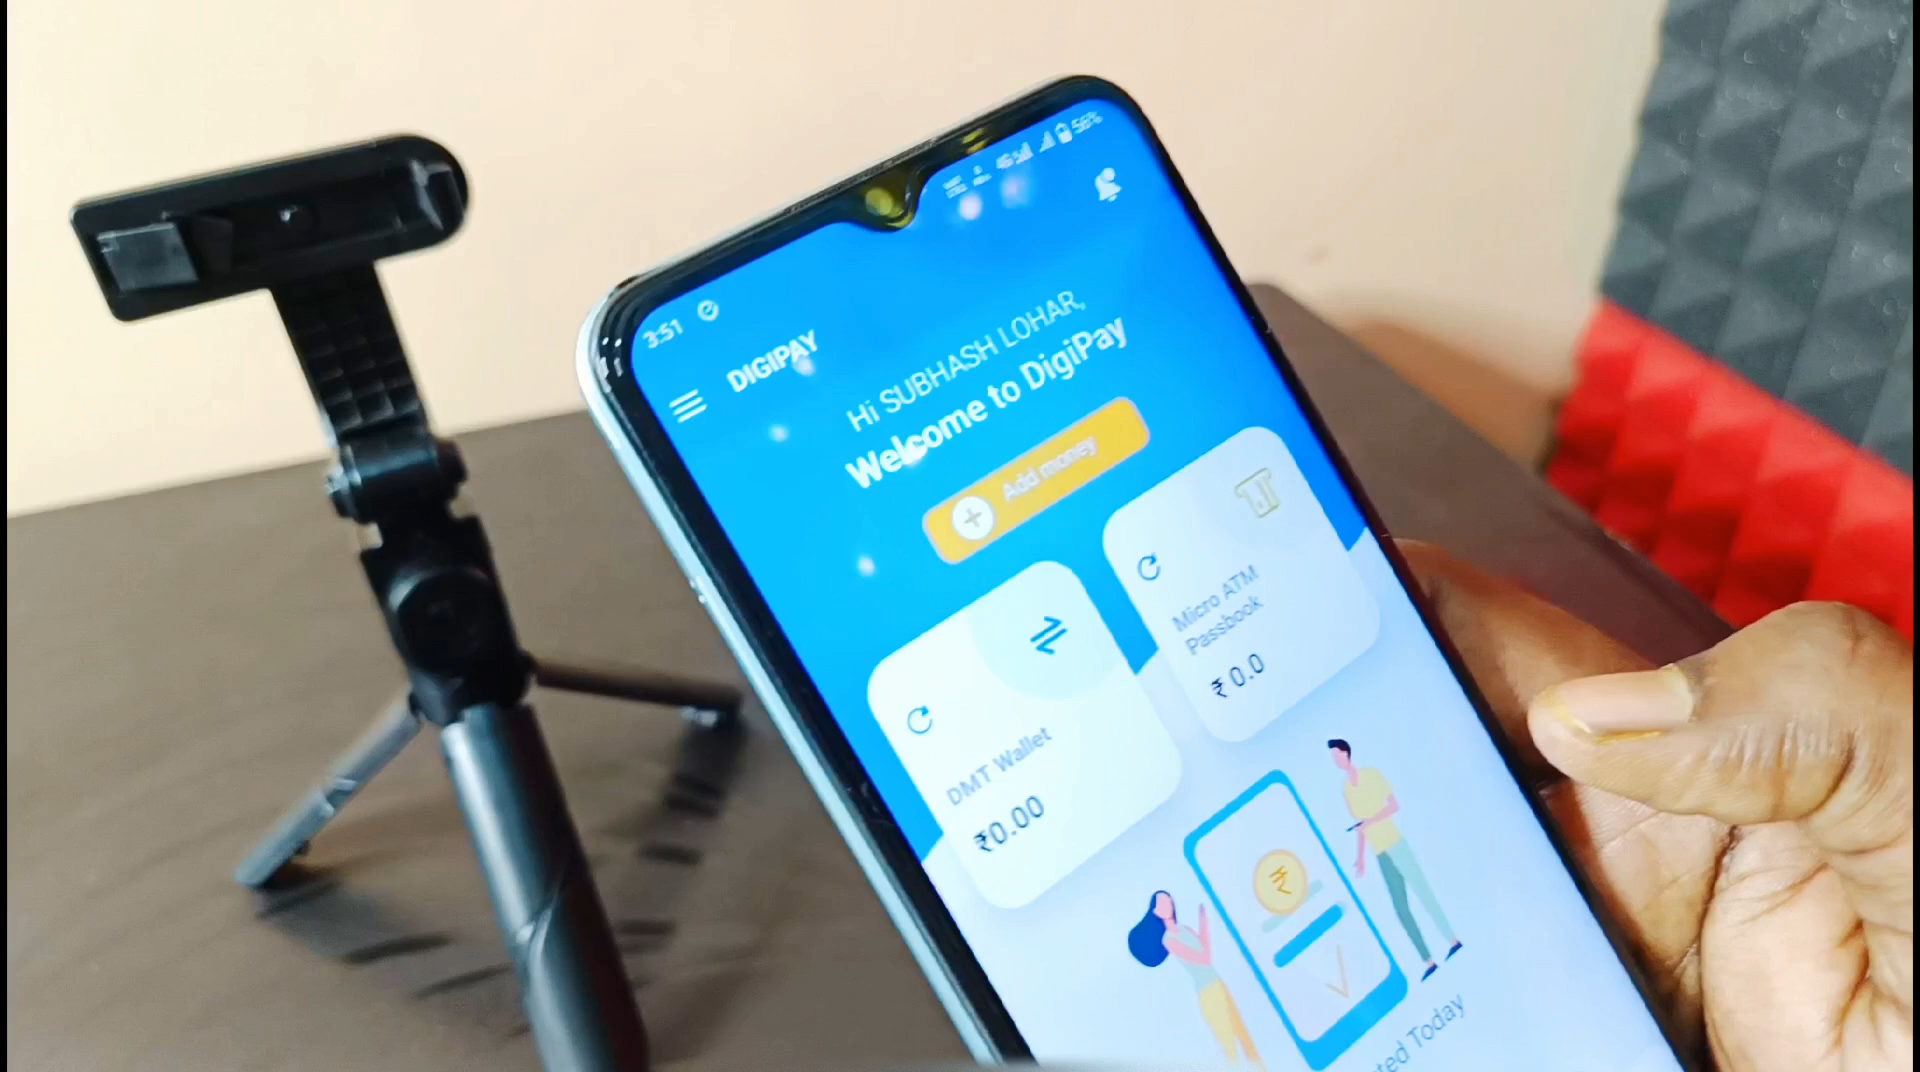 3:51
56%
DIGIPAY
Hi SUBHASH LOHAR,
Welcome to DigiPay
Add money
Micro ATM
Passbook
₹ 0.0
DMT Wallet
₹0.00
₹
Today